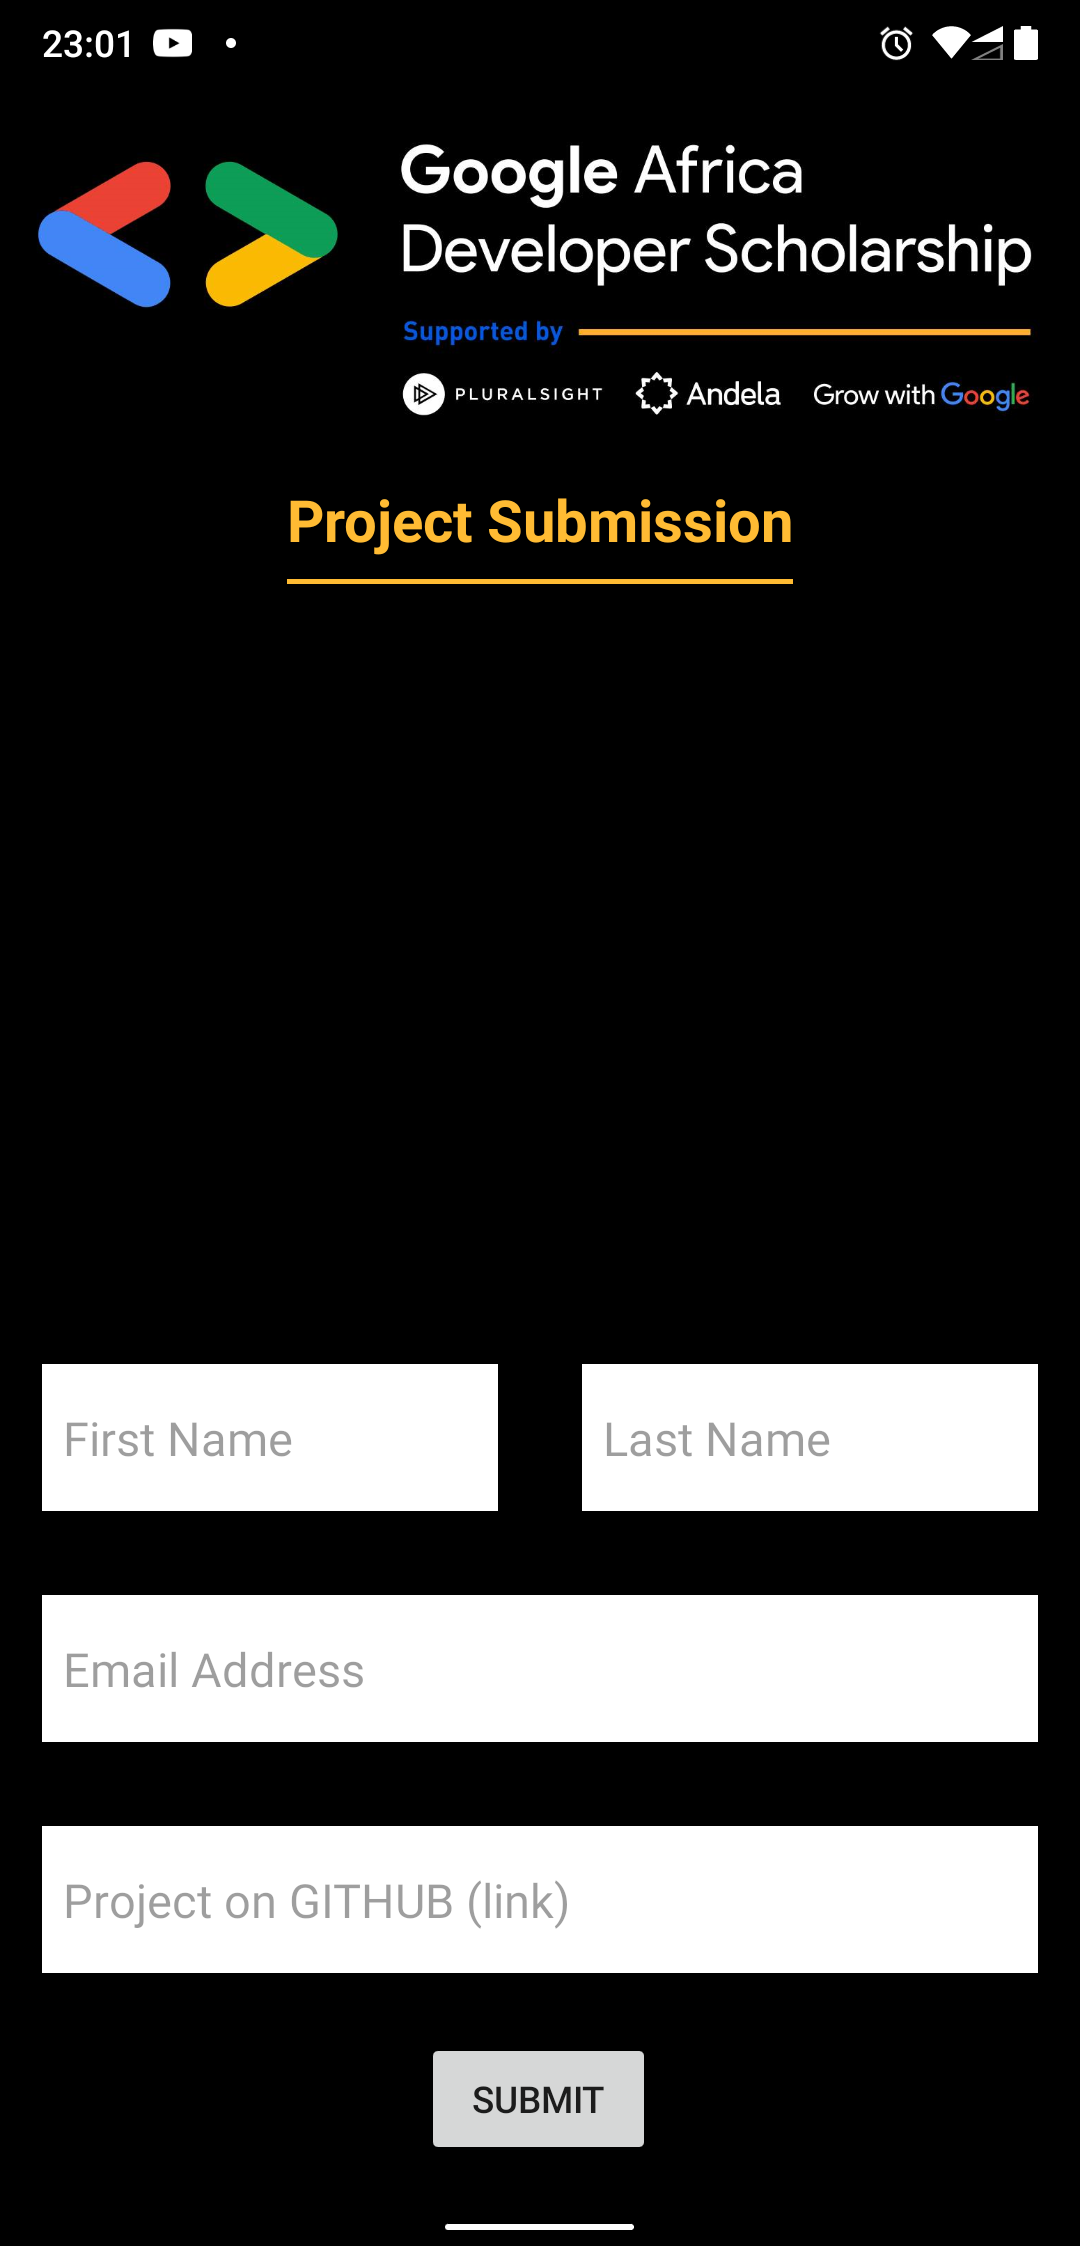 23:01
Google Africa
Developer Scholarship
Supported by
PLURALSIGHT Andela Grow with Google
Project Submission
First Name Last Name
Email Address
Project on GITHUB (link)
SUBMIT